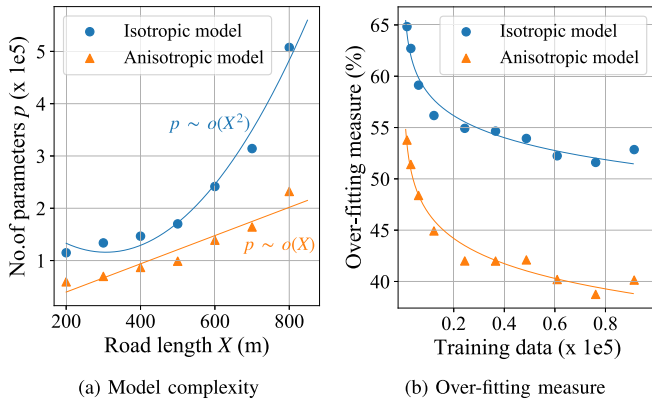 Isotropic model
Anisotropic model
p ~ o(X²)
p ~ o(X)
5
4
3
2
1
200 400 600 800
No.of parameters p (x 1e5)
Road length X (m)
(a) Model complexity
Isotropic model
Anisotropic model
65
60
55
50
45
40
0.2 0.4 0.6 0.8
Over-fitting measure (%)
Training data (x 1e5)
(b) Over-fitting measure